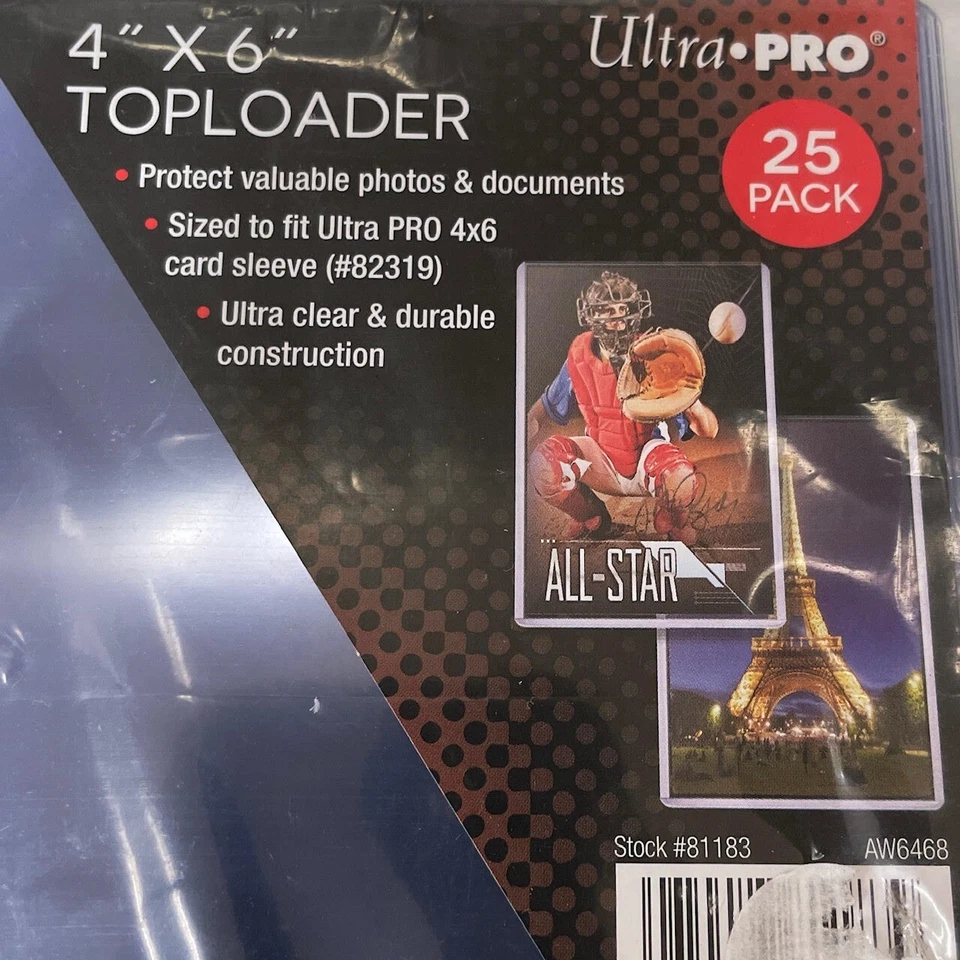 4" X 6"
TOPLOADER
Ultra•PRO®
25
PACK
• Protect valuable photos & documents
• Sized to fit Ultra PRO 4x6
card sleeve (#82319)
• Ultra clear & durable
construction
ALL-STAR
Stock #81183
AW6468